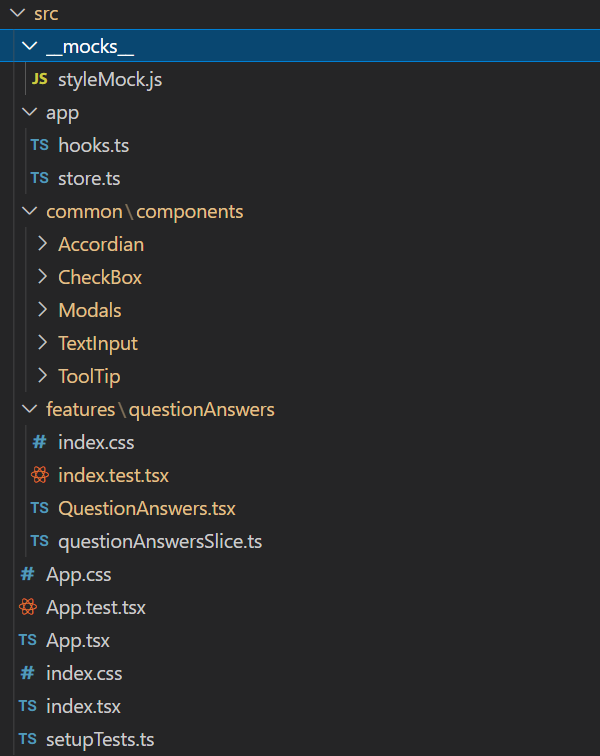 src
__mocks__
JS styleMock.js
app
TS hooks.ts
TS store.ts
common\components
Accordian
CheckBox
Modals
TextInput
ToolTip
features\questionAnswers
# index.css
index.test.tsx
TS QuestionAnswers.tsx
TS questionAnswersSlice.ts
# App.css
App.test.tsx
TS App.tsx
# index.css
TS index.tsx
TS setupTests.ts